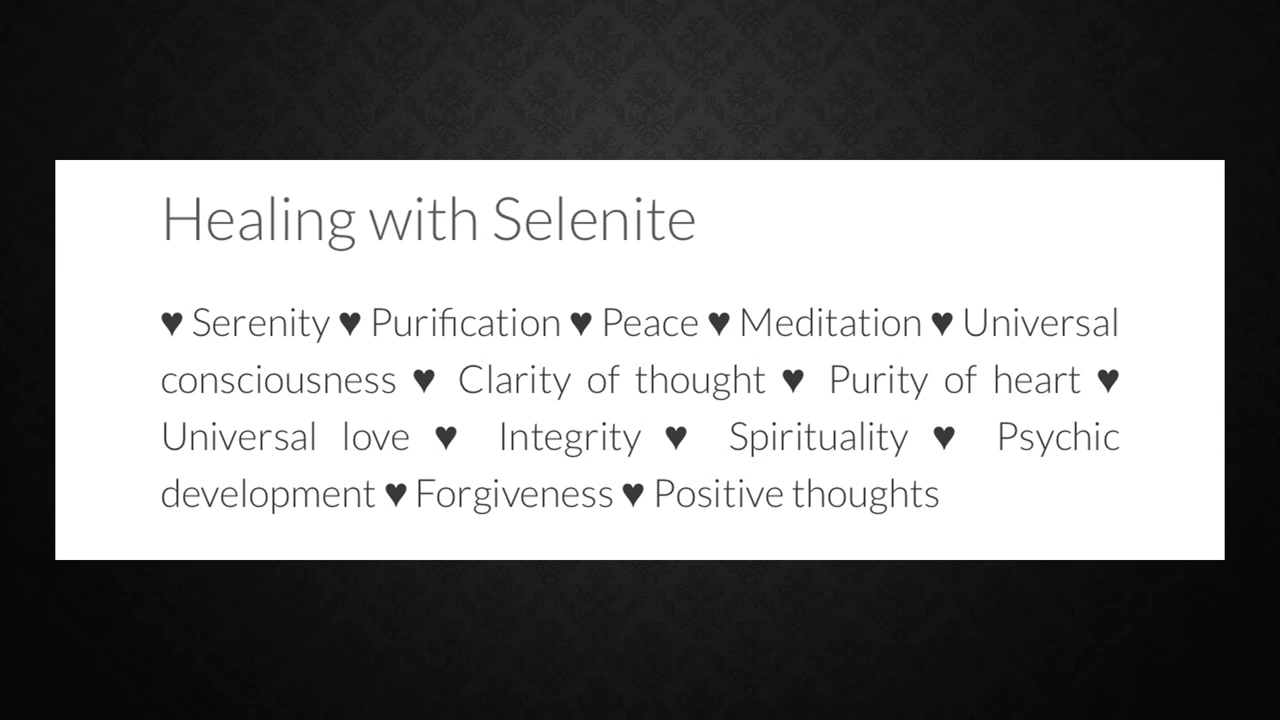 Healing with Selenite
♥ Serenity ♥ Purification ♥ Peace ♥ Meditation ♥ Universal
consciousness ♥ Clarity of thought ♥ Purity of heart ♥
Universal love ♥ Integrity ♥ Spirituality ♥ Psychic
development ♥ Forgiveness ♥ Positive thoughts